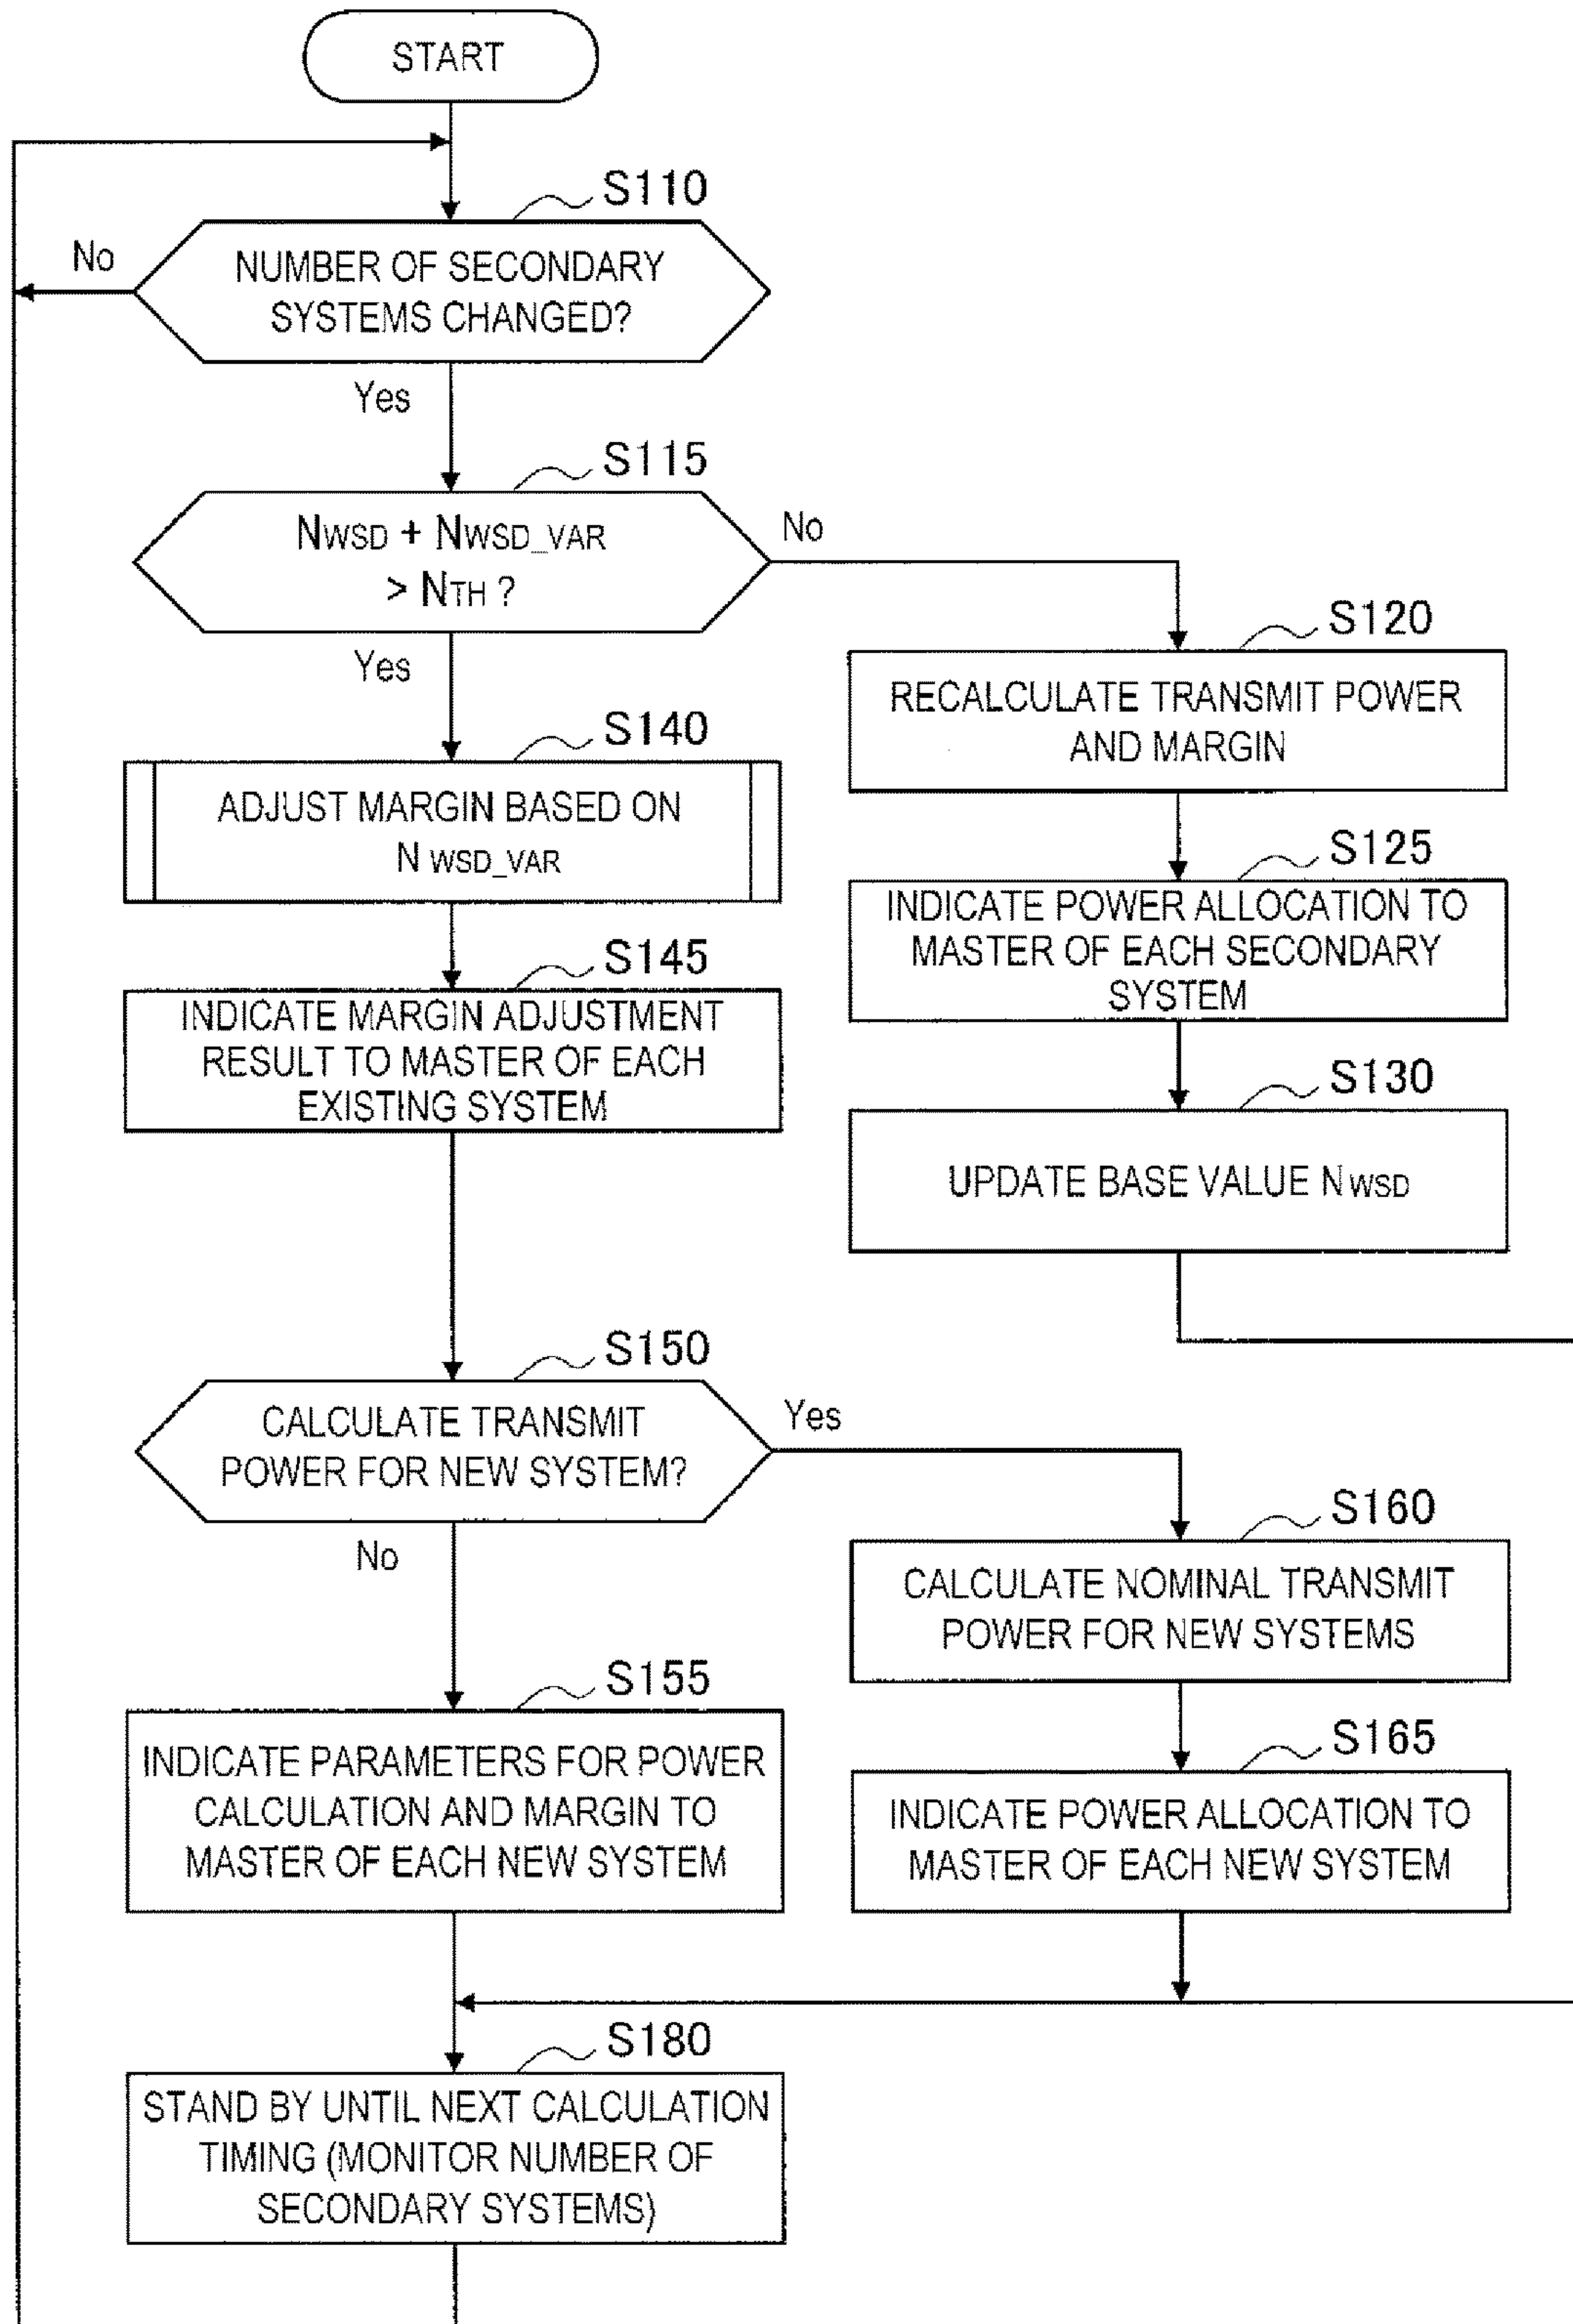 START
S110
No
NUMBER OF SECONDARY
SYSTEMS CHANGED?
Yes
S115
NWSD + NWSD_VAR
> NTH ?
No
Yes
S120
RECALCULATE TRANSMIT POWER
AND MARGIN
S140
ADJUST MARGIN BASED ON
N WSD_VAR
S125
INDICATE POWER ALLOCATION TO
MASTER OF EACH SECONDARY
SYSTEM
S145
INDICATE MARGIN ADJUSTMENT
RESULT TO MASTER OF EACH
EXISTING SYSTEM
S130
UPDATE BASE VALUE NWSD
S150
CALCULATE TRANSMIT
POWER FOR NEW SYSTEM?
Yes
No
S160
CALCULATE NOMINAL TRANSMIT
POWER FOR NEW SYSTEMS
S155
INDICATE PARAMETERS FOR POWER
CALCULATION AND MARGIN TO
MASTER OF EACH NEW SYSTEM
S165
INDICATE POWER ALLOCATION TO
MASTER OF EACH NEW SYSTEM
S180
STAND BY UNTIL NEXT CALCULATION
TIMING (MONITOR NUMBER OF
SECONDARY SYSTEMS)